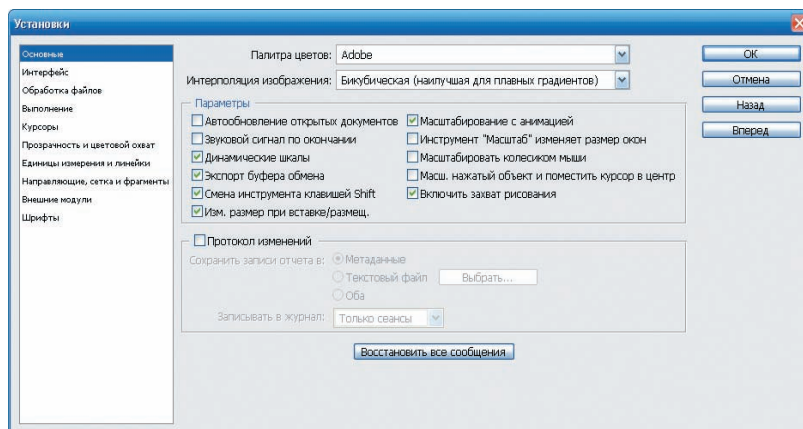 Установки
Основные
Интерфейс
Обработка файлов
Выполнение
Курсоры
Прозрачность и цветовой охват
Единицы измерения и линейки
Направляющие, сетка и фрагменты
Внешние модули
Шрифты
Палитра цветов: Adobe
Интерполяция изображения: Бикубическая (наилучшая для плавных градиентов)
Параметры
Автообновление открытых документов
Звуковой сигнал по окончании
Динамические шкалы
Экспорт буфера обмена
Смена инструмента клавишей Shift
Изм. размер при вставке/размещ.
Масштабирование с анимацией
Инструмент "Масштаб" изменяет размер окон
Масштабировать колесиком мыши
Масш. нажатый объект и поместить курсор в центр
Включить захват рисования
Протокол изменений
Сохранить записи отчета в: Метаданные
Текстовый файл Выбрать...
Оба
Записывать в журнал: Только сеансы
Восстановить все сообщения
ОК
Отмена
Назад
Вперед